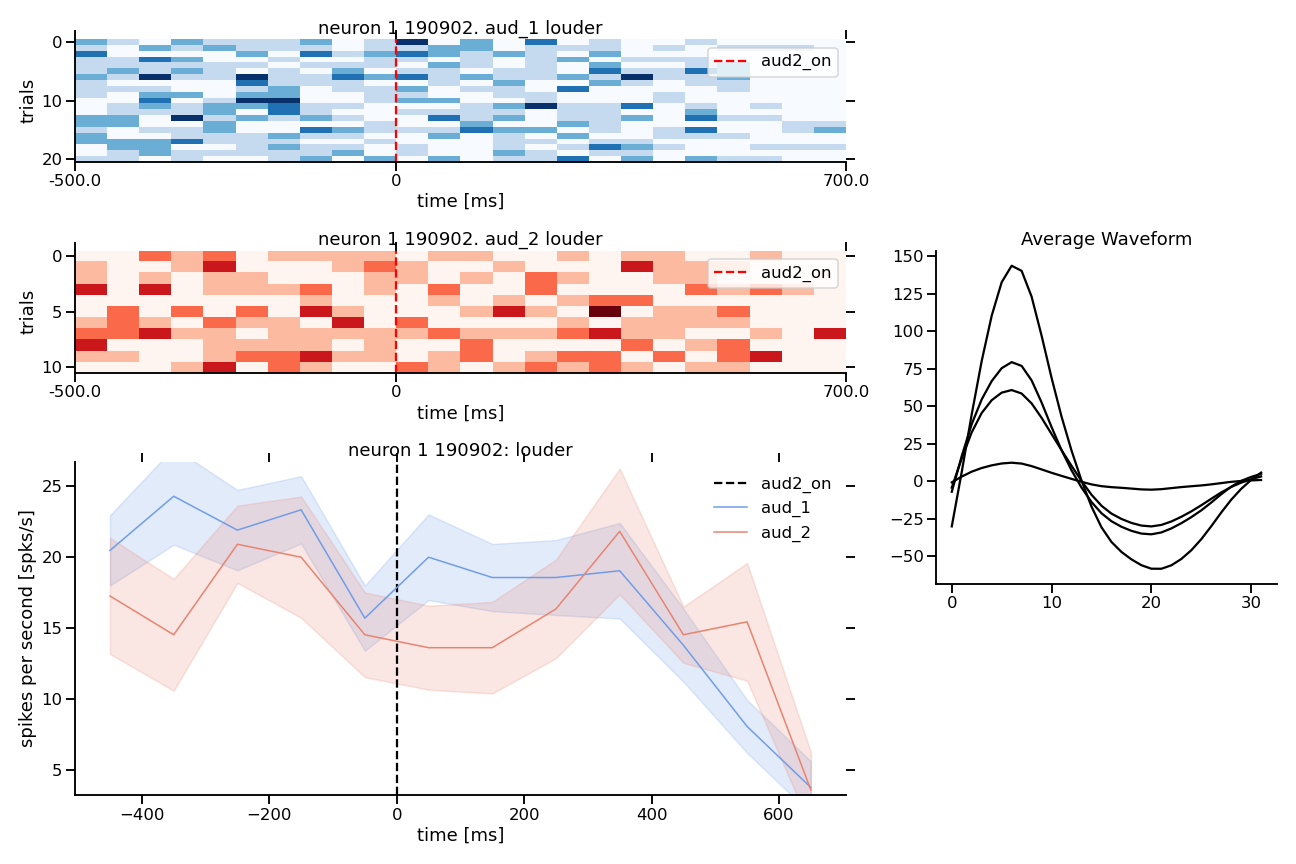 neuron 1 190902. aud_1 louder
0
10
20
trials
aud2_on
-500.0
0
700.0
time [ms]
neuron 1 190902. aud_2 louder
0
5
10
trials
aud2_on
-500.0
0
700.0
time [ms]
neuron 1 190902: louder
25
20
15
10
5
spikes per second [spks/s]
aud2_on
aud_1
aud_2
−400
−200
0
200
400
600
time [ms]
Average Waveform
150
125
100
75
50
25
0
−25
−50
0
10
20
30